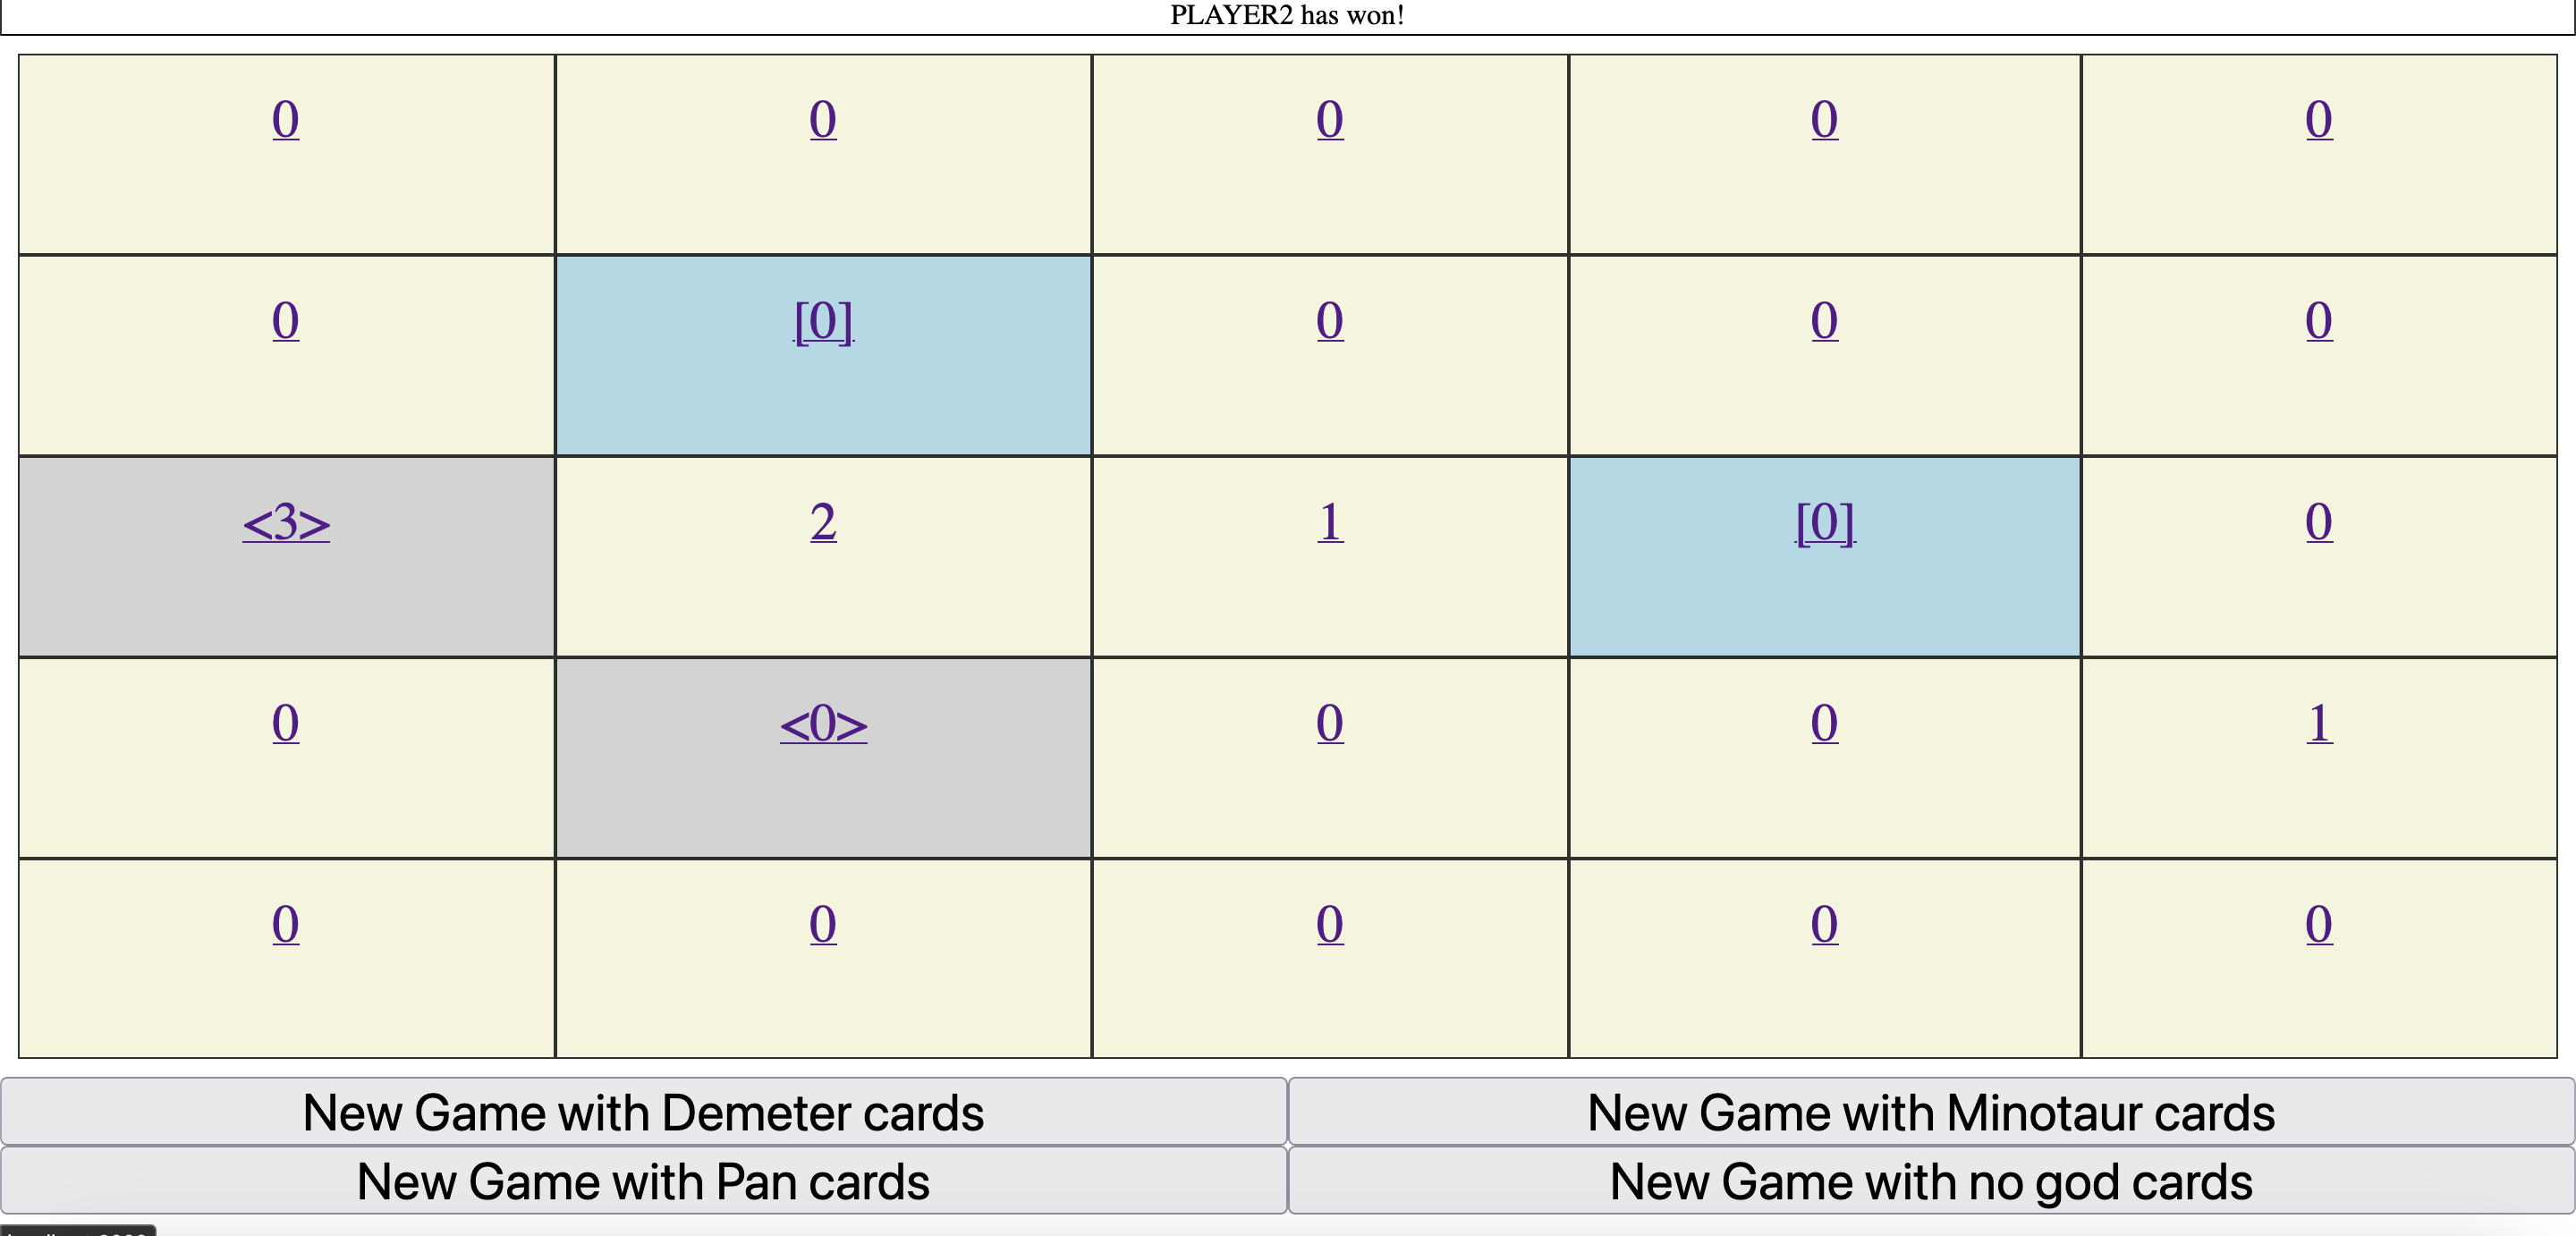 PLAYER2 has won!
0 0 0 0 0
0 [0] 0 0 0
<3> 2 1 [0] 0
0 <0> 0 0 1
0 0 0 0 0
New Game with Demeter cards New Game with Minotaur cards
New Game with Pan cards New Game with no god cards